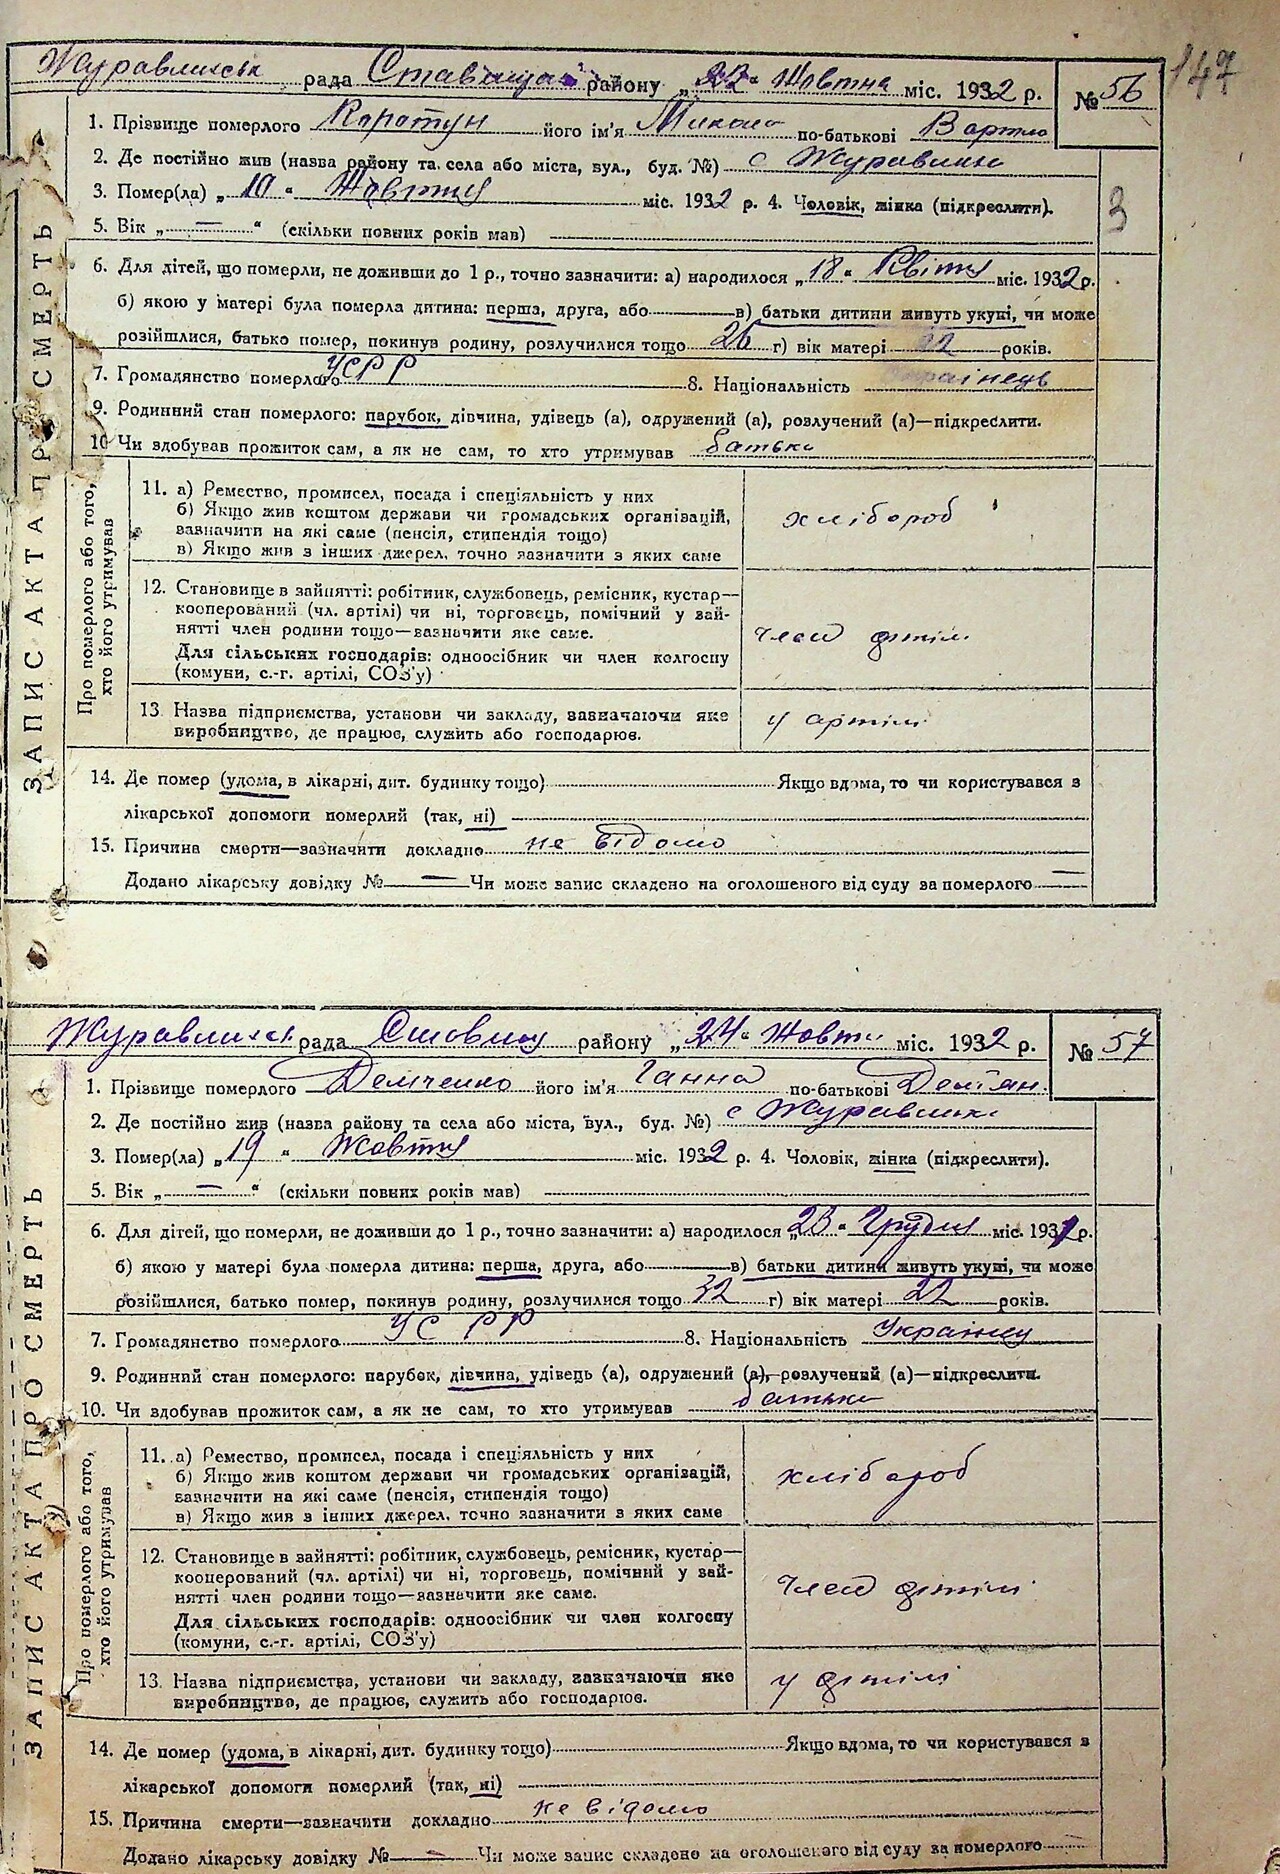 147
Журавлиська рада Ставищан району „22“ Жовтня міс. 1932 р. № 56
1. Прізвище померлого Коротун його ім'я Микола по-батькові Вартло
2. Де постійно жив (назва району та села або міста, вул., буд. №) с Журавлиха
3. Помер(ла) „10“ Жовтня міс. 1932 р. 4. Чоловік, жінка (підкреслити).
3
5. Вік „—“ (скільки повних років мав)
6. Для дітей, що померли, не доживши до 1 р., точно зазначити: а) народилося „18“ Квітня міс. 1932 р.
б) якою у матері була померла дитина: перша, друга, або в) батьки дитини живуть укупі, чи може
розійшлися, батько помер, покинув родину, розлучилися тощо 26 г) вік матері 22 років.
7. Громадянство померлого УСРР 8. Національність Українець
9. Родинний стан померлого: парубок, дівчина, удівець (а), одружений (а), розлучений (а)—підкреслити.
10 Чи здобував прожиток сам, а як не сам, то хто утримував батько
ЗАПИС АКТА ПРО СМЕРТЬ
Про померлого або того, хто його утримував
11. а) Ремество, промисел, посада і спеціяльність у них
б) Якщо жив коштом держави чи громадських організацій,
зазначити на які саме (пенсія, стипендія тощо)
в) Якщо жив з інших джерел, точно зазначити з яких саме
хлібороб
12. Становище в зайнятті: робітник, службовець, ремісник, кустар—
кооперований (чл. артілі) чи ні, торговець, помічний у зай-
нятті член родини тощо—зазначити яке саме.
Для сільських господарів: одноосібник чи член колгоспу
(комуни, с.-г. артілі, СОЗ'у)
член артілі
13. Назва підприємства, установи чи закладу, зазначаючи яке
виробництво, де працює, служить або господарює.
у артілі
14. Де помер (удома, в лікарні, дит. будинку тощо) Якщо вдома, то чи користувався з
лікарської допомоги померлий (так, ні)
15. Причина смерти—зазначити докладно не відомо
Додано лікарську довідку № — Чи може запис складено на оголошеного від суду за померлого —
Журавлиськ рада Ставищ району „24“ Жовтн міс. 1932 р. № 57
1. Прізвище померлого Демченко його ім'я Ганна по-батькові Дем'ян.
2. Де постійно жив (назва району та села або міста, вул., буд. №) с Журавлиха
3. Помер(ла) „19“ Жовтня міс. 1932 р. 4. Чоловік, жінка (підкреслити).
5. Вік „—“ (скільки повних років мав)
6. Для дітей, що померли, не доживши до 1 р., точно зазначити: а) народилося „23“ Грудня міс. 1931 р.
б) якою у матері була померла дитина: перша, друга, або в) батьки дитини живуть укупі, чи може
розійшлися, батько помер, покинув родину, розлучилися тощо 32 г) вік матері 22 років.
7. Громадянство померлого УСРР 8. Національність Українку
9. Родинний стан померлого: парубок, дівчина, удівець (а), одружений (а), розлучений (а)—підкреслити.
10. Чи здобував прожиток сам, а як не сам, то хто утримував батько
ЗАПИС АКТА ПРО СМЕРТЬ
Про померлого або того, хто його утримував
11. а) Ремество, промисел, посада і спеціяльність у них
б) Якщо жив коштом держави чи громадських організацій,
зазначити на які саме (пенсія, стипендія тощо)
в) Якщо жив з інших джерел, точно зазначити з яких саме
хлібороб
12. Становище в зайнятті: робітник, службовець, ремісник, кустар—
кооперований (чл. артілі) чи ні, торговець, помічний у зай-
нятті член родини тощо—зазначити яке саме.
Для сільських господарів: одноосібник чи член колгоспу
(комуни, с.-г. артілі, СОЗ'у)
член артілі
13. Назва підприємства, установи чи закладу, зазначаючи яке
виробництво, де працює, служить або господарює.
у артілі
14. Де помер (удома, в лікарні, дит. будинку тощо) Якщо вдома, то чи користувався з
лікарської допомоги померлий (так, ні)
15. Причина смерти—зазначити докладно не відомо
Додано лікарську довідку № — Чи може запис складено на оголошеного від суду за померлого